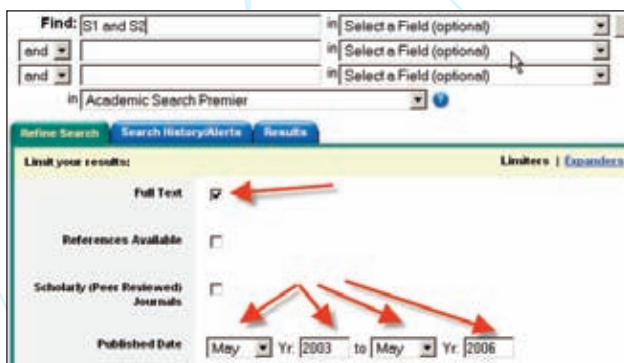 Find: S1 and S2 in Select a Field (optional)
and in Select a Field (optional)
and in Select a Field (optional)
in Academic Search Premier
Refine Search Search History/Alerts Results
Limit your results: Limiters | Expanders
Full Text
References Available
Scholarly (Peer Reviewed)
Journals
Published Date May Yr. 2003 to May Yr. 2006